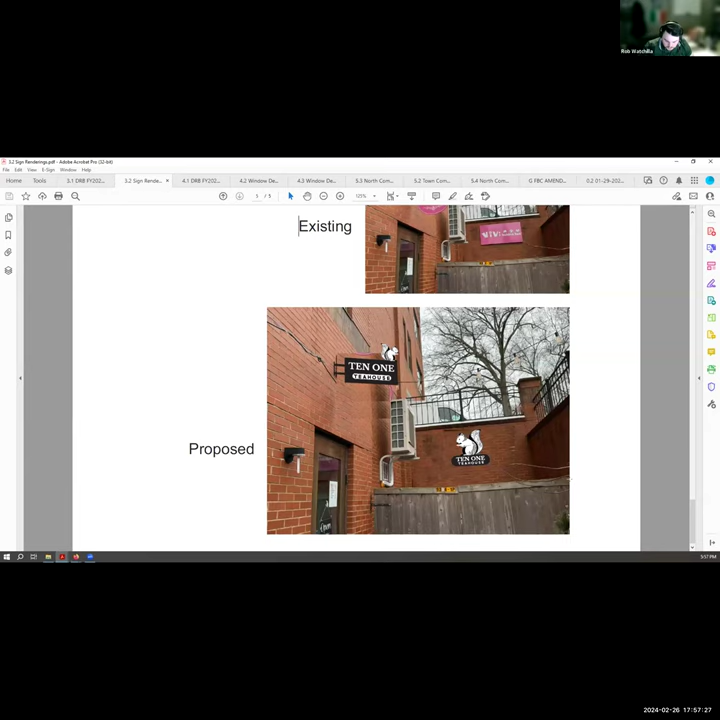 Rob Watchilla
3.2 Sign Renderings.pdf - Adobe Acrobat Pro (32-bit)
File Edit View E-Sign Window Help
Home Tools 3.1 DRB FY202... 3.2 Sign Rende... × 4.1 DRB FY202... 4.2 Window De... 4.3 Window De... 5.3 North Com... 5.2 Town Com... 5.4 North Com... G.FBC AMEND... 0.2 01-29-202...
5 / 5 125%
Existing
TEN ONE
TEAHOUSE
Proposed
TEN ONE
TEAHOUSE
Open
5:57 PM
2024-02-26 17:57:27